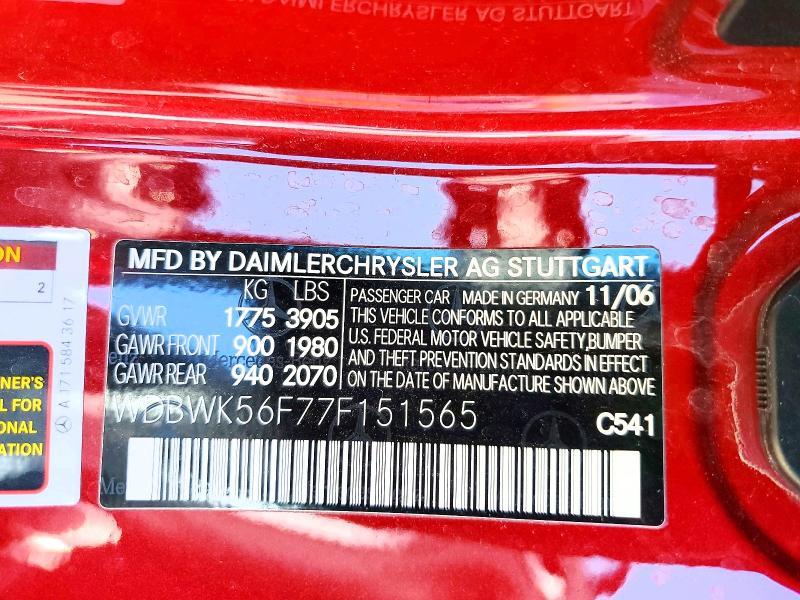 DAIMLERCHRYSLER AG STUTTGART
MFD BY DAIMLERCHRYSLER AG STUTTGART
KG LBS
GVWR 1775 3905
GAWR FRONT 900 1980
GAWR REAR 940 2070
PASSENGER CAR MADE IN GERMANY 11/06
THIS VEHICLE CONFORMS TO ALL APPLICABLE
U.S. FEDERAL MOTOR VEHICLE SAFETY, BUMPER
AND THEFT PREVENTION STANDARDS IN EFFECT
ON THE DATE OF MANUFACTURE SHOWN ABOVE
WDBWK56F77F151565
C541
ON
2
A 171 584 36 17
NER'S
L FOR
ONAL
ATION